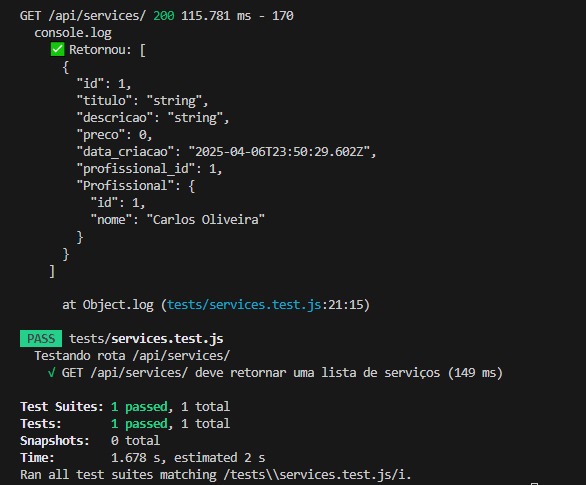 GET /api/services/ 200 115.781 ms - 170
console.log
✅ Retornou: [
{
"id": 1,
"titulo": "string",
"descricao": "string",
"preco": 0,
"data_criacao": "2025-04-06T23:50:29.602Z",
"profissional_id": 1,
"Profissional": {
"id": 1,
"nome": "Carlos Oliveira"
}
}
]
at Object.log (tests/services.test.js:21:15)
PASS tests/services.test.js
Testando rota /api/services/
√ GET /api/services/ deve retornar uma lista de serviços (149 ms)
Test Suites: 1 passed, 1 total
Tests: 1 passed, 1 total
Snapshots: 0 total
Time: 1.678 s, estimated 2 s
Ran all test suites matching /tests\\services.test.js/i.